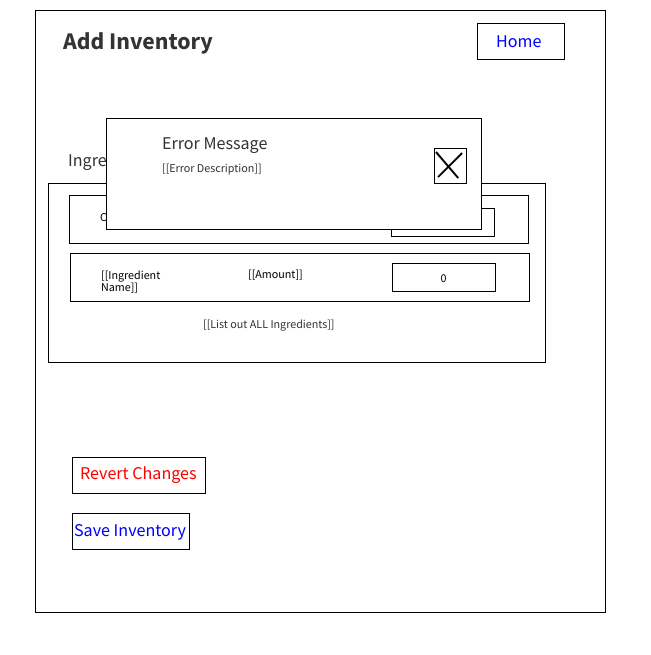 Add Inventory
Home
Error Message
Ingre
[[Error Description]]
[[Ingredient
Name]]
[[Amount]]
0
[[List out ALL Ingredients]]
Revert Changes
Save Inventory